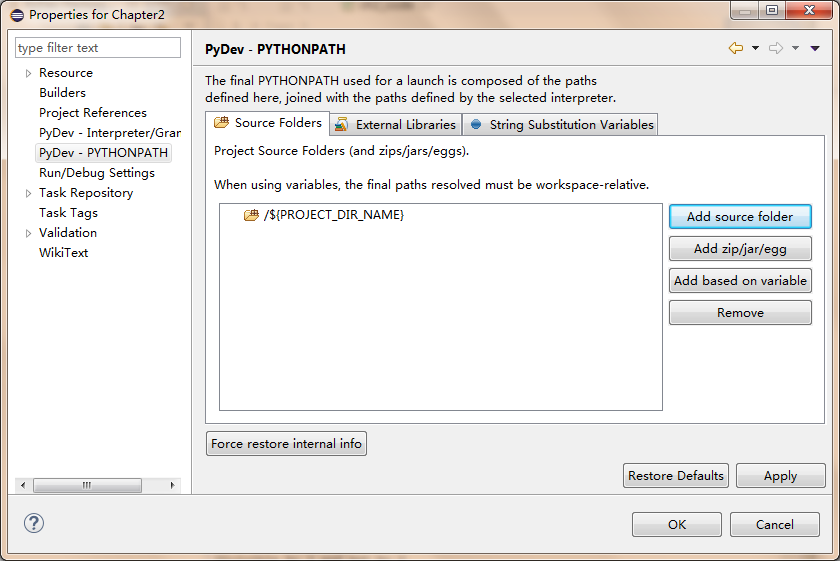 Properties for Chapter2
type filter text
Resource
Builders
Project References
PyDev - Interpreter/Gran
PyDev - PYTHONPATH
Run/Debug Settings
Task Repository
Task Tags
Validation
WikiText
PyDev - PYTHONPATH
The final PYTHONPATH used for a launch is composed of the paths
defined here, joined with the paths defined by the selected interpreter.
Source Folders External Libraries String Substitution Variables
Project Source Folders (and zips/jars/eggs).
When using variables, the final paths resolved must be workspace-relative.
/${PROJECT_DIR_NAME}
Add source folder
Add zip/jar/egg
Add based on variable
Remove
Force restore internal info
Restore Defaults Apply
OK Cancel